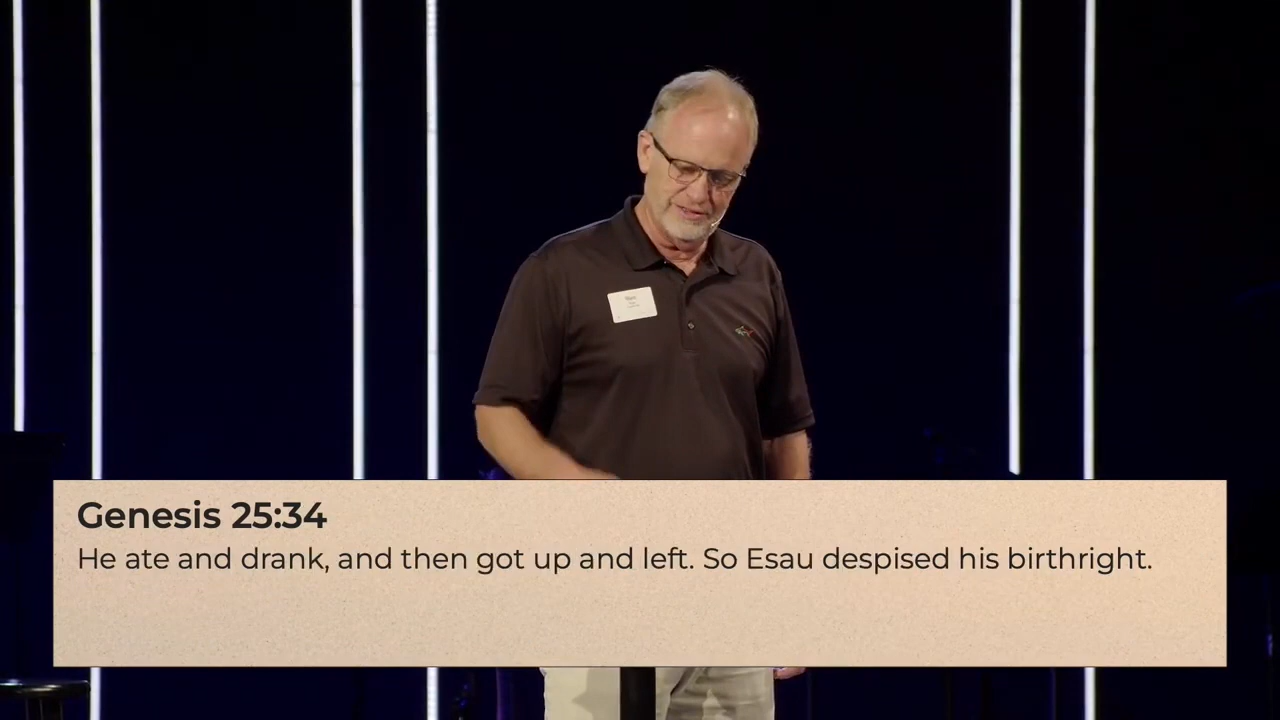 Genesis 25:34
He ate and drank, and then got up and left. So Esau despised his birthright.